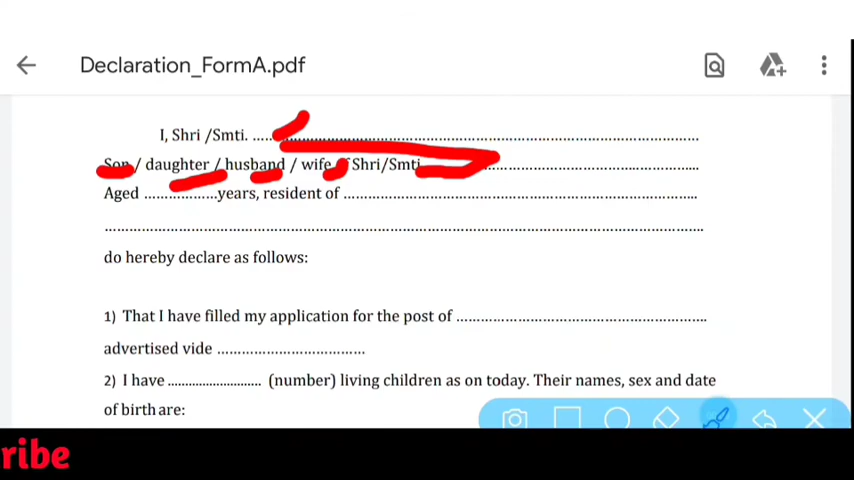 Declaration_FormA.pdf
I, Shri /Smti. ....................................................................................
Son / daughter / husband / wife of Shri/Smti ..........................................................
Aged ..................years, resident of ......................................................................................
......................................................................................................................................................
do hereby declare as follows:
1) That I have filled my application for the post of ..............................................................
advertised vide .....................................
2) I have ........................... (number) living children as on today. Their names, sex and date
of birth are:
ribe